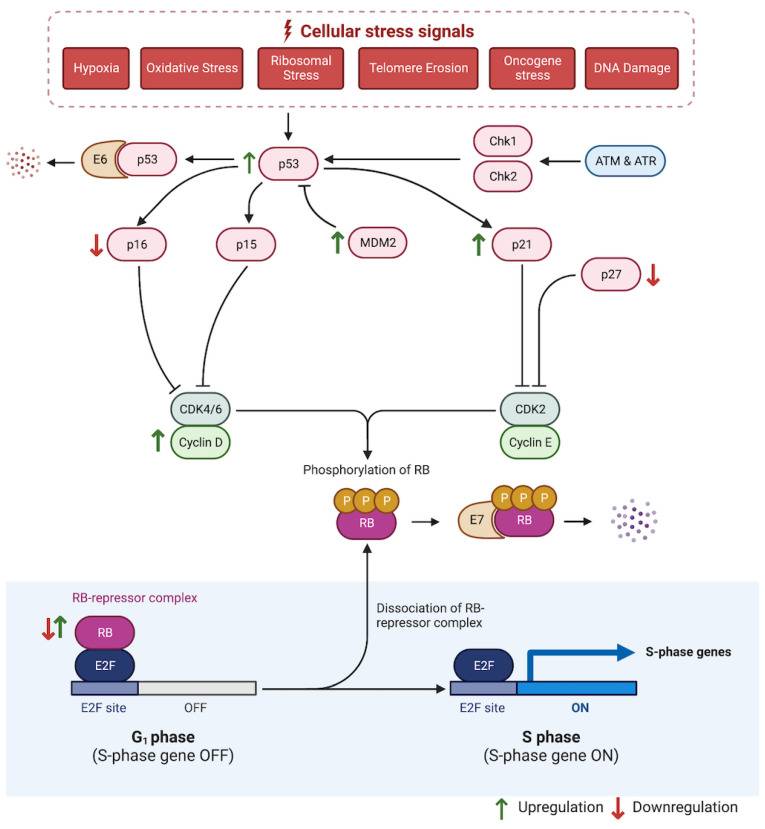 Cellular stress signals
Hypoxia
Oxidative Stress
Ribosomal
Stress
Telomere Erosion
Oncogene
stress
DNA Damage
E6
p53
p53
Chk1
Chk2
ATM & ATR
p16
p15
MDM2
p21
p27
CDK4/6
Cyclin D
CDK2
Cyclin E
Phosphorylation of RB
P P P
RB
E7
P P P
RB
RB-repressor complex
RB
E2F
E2F site
OFF
G₁ phase
(S-phase gene OFF)
Dissociation of RB-
repressor complex
E2F
S-phase genes
E2F site
ON
S phase
(S-phase gene ON)
Upregulation
Downregulation